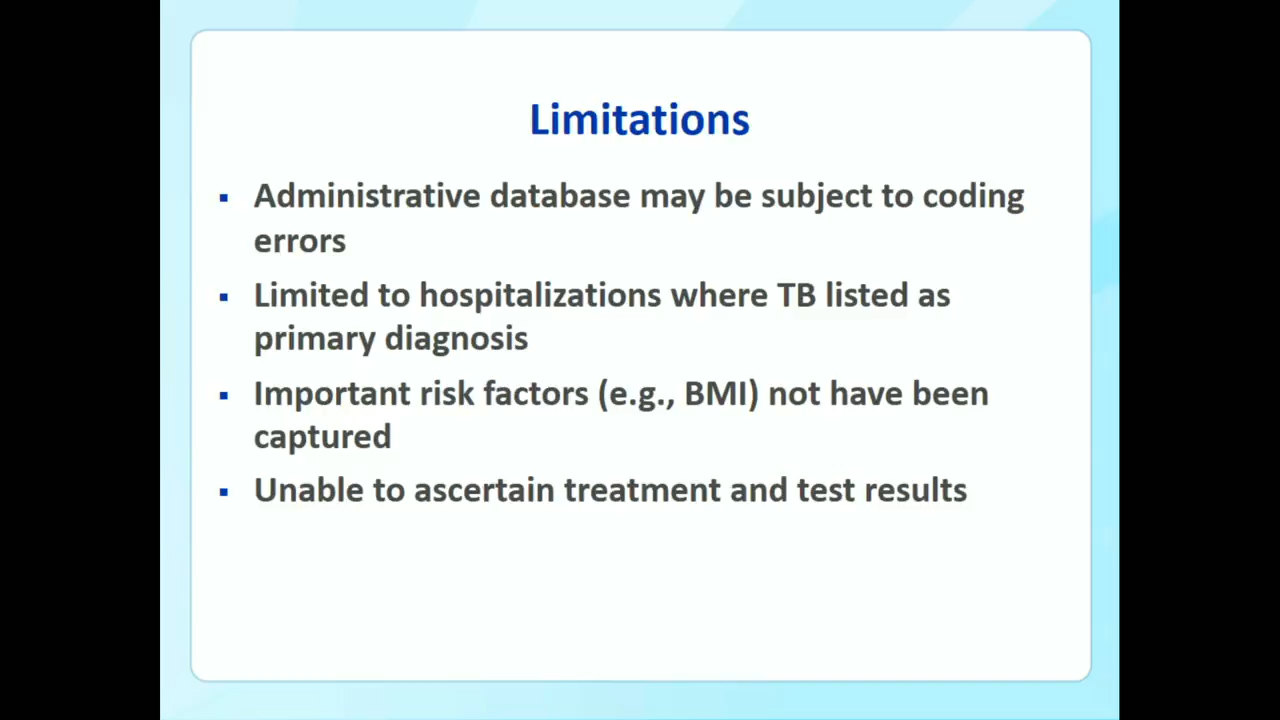 Limitations
▪ Administrative database may be subject to coding
errors
▪ Limited to hospitalizations where TB listed as
primary diagnosis
▪ Important risk factors (e.g., BMI) not have been
captured
▪ Unable to ascertain treatment and test results